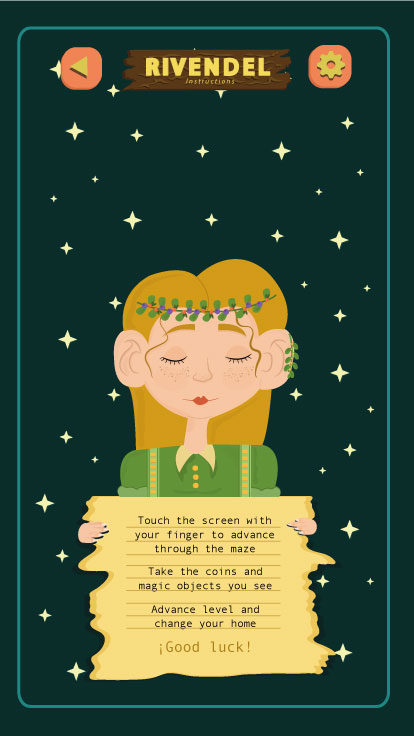 RIVENDEL
Instructions
Touch the screen with
your finger to advance
through the maze
Take the coins and
magic objects you see
Advance level and
change your home
¡Good luck!